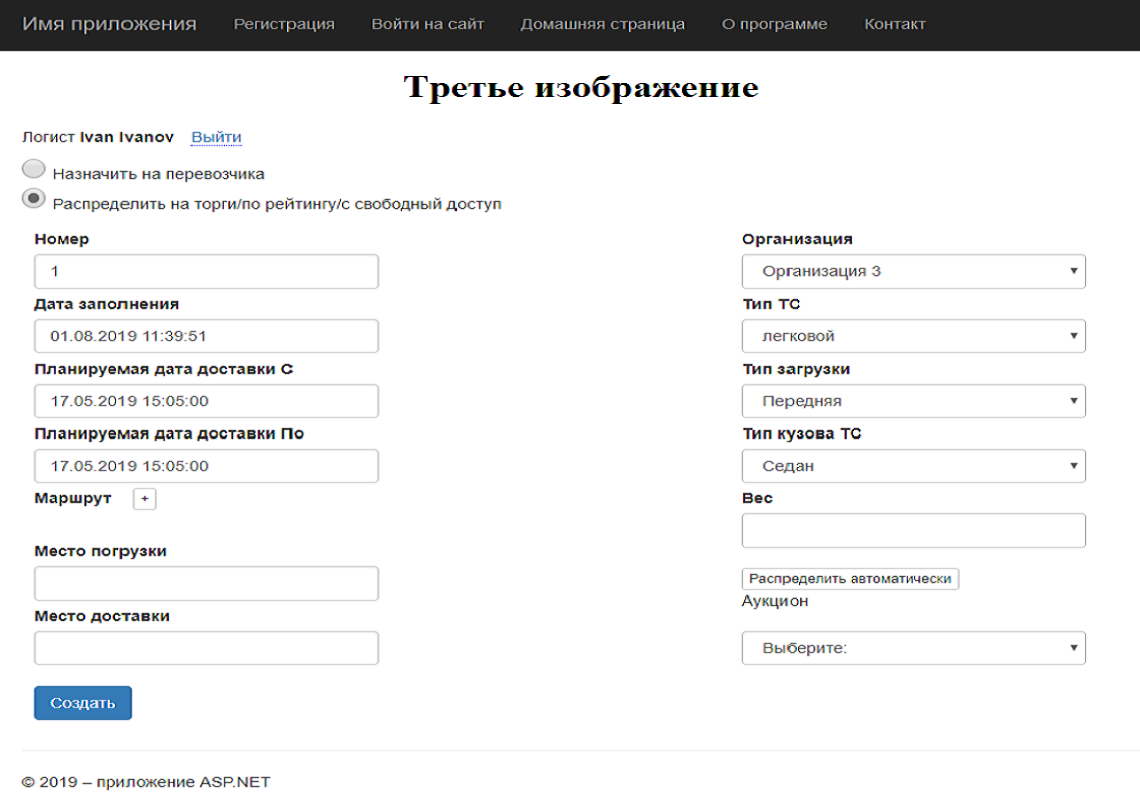 Имя приложения Регистрация Войти на сайт Домашняя страница О программе Контакт
Третье изображение
Логист Ivan Ivanov Выйти
Назначить на перевозчика
Распределить на торги/по рейтингу/с свободный доступ
Номер
1
Дата заполнения
01.08.2019 11:39:51
Планируемая дата доставки С
17.05.2019 15:05:00
Планируемая дата доставки По
17.05.2019 15:05:00
Маршрут +
Место погрузки
Место доставки
Создать
Организация
Организация 3
Тип ТС
легковой
Тип загрузки
Передняя
Тип кузова ТС
Седан
Вес
Распределить автоматически
Аукцион
Выберите:
© 2019 – приложение ASP.NET